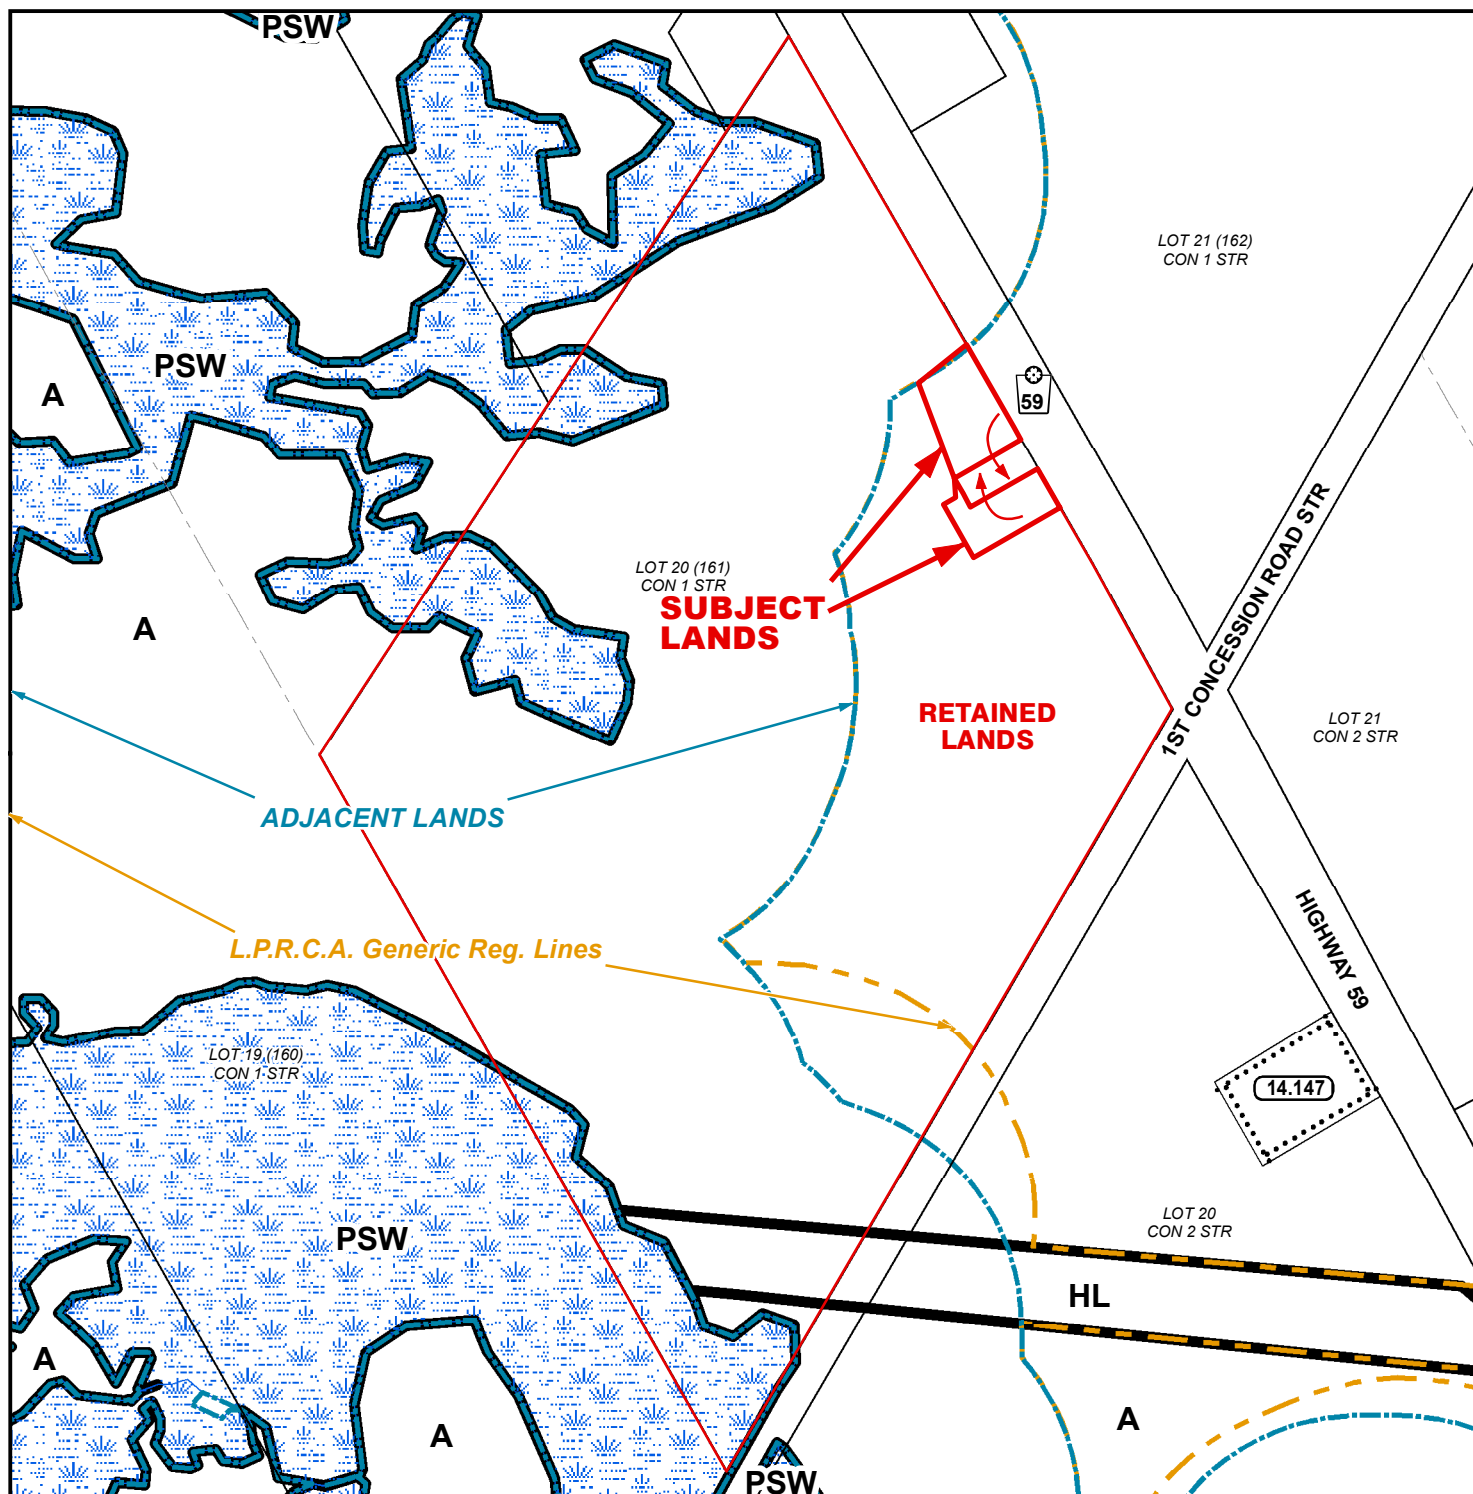 PSW
LOT 21 (162)
CON 1 STR
PSW
A
59
LOT 20 (161)
CON 1 STR
SUBJECT
LANDS
A
1ST CONCESSION ROAD STR
RETAINED
LANDS
LOT 21
CON 2 STR
ADJACENT LANDS
L.P.R.C.A. Generic Reg. Lines
HIGHWAY 59
LOT 19 (160)
CON 1 STR
14.147
LOT 20
CON 2 STR
PSW
HL
A
A
A
PSW